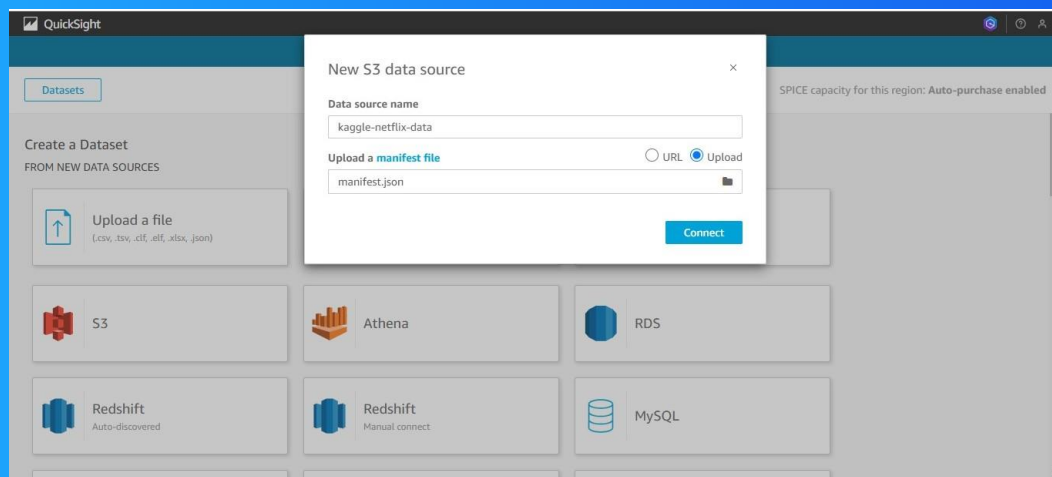 QuickSight
New S3 data source
Datasets
SPICE capacity for this region: Auto-purchase enabled
Data source name
kaggle-netflix-data
Create a Dataset
FROM NEW DATA SOURCES
Upload a manifest file
URL Upload
manifest.json
Connect
Upload a file
(.csv, .tsv, .clf, .elf, .xlsx, .json)
S3
Athena
RDS
Redshift
Auto-discovered
Redshift
Manual connect
MySQL